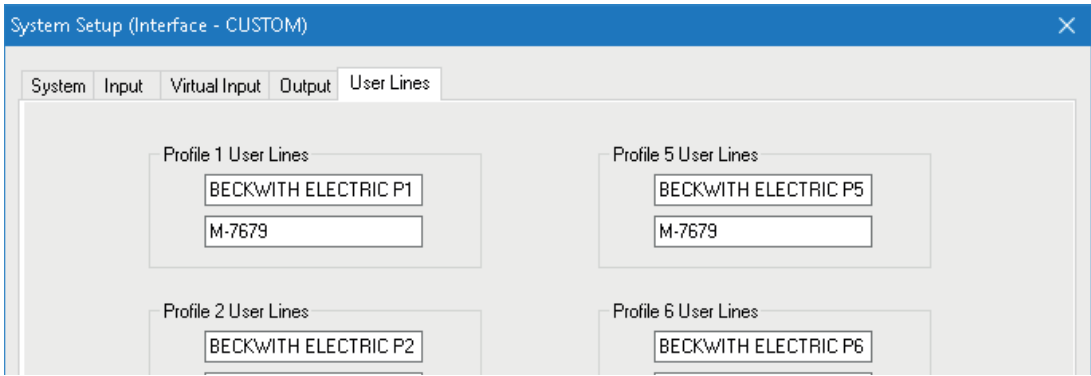 System Setup (Interface - CUSTOM)
System Input Virtual Input Output User Lines
Profile 1 User Lines
BECKWITH ELECTRIC P1
M-7679
Profile 5 User Lines
BECKWITH ELECTRIC P5
M-7679
Profile 2 User Lines
BECKWITH ELECTRIC P2
Profile 6 User Lines
BECKWITH ELECTRIC P6